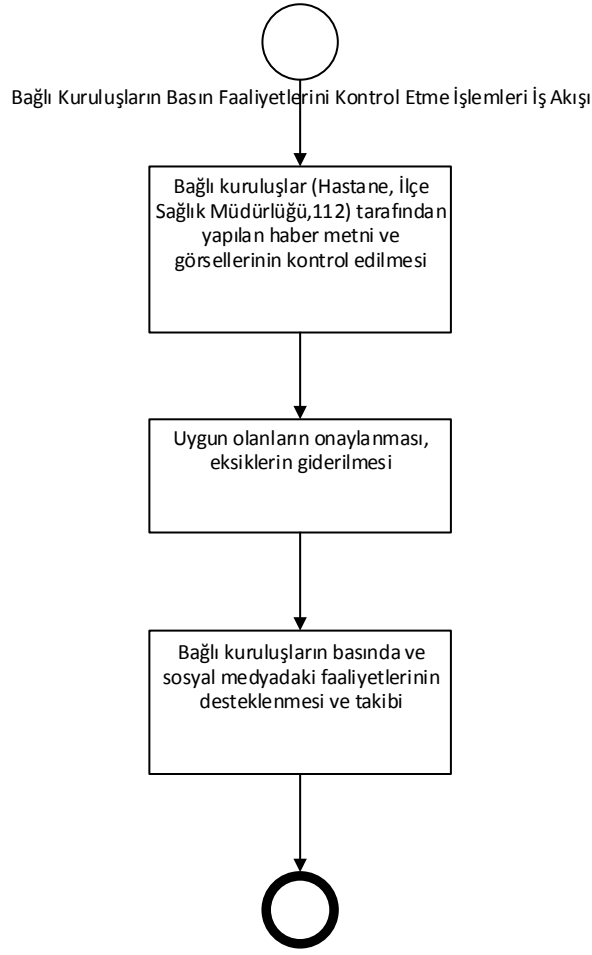 Bağlı Kuruluşların Basın Faaliyetlerini Kontrol Etme İşlemleri İş Akışı
Bağlı kuruluşlar (Hastane, İlçe
Sağlık Müdürlüğü,112) tarafından
yapılan haber metni ve
görsellerinin kontrol edilmesi
Uygun olanların onaylanması,
eksiklerin giderilmesi
Bağlı kuruluşların basında ve
sosyal medyadaki faaliyetlerinin
desteklenmesi ve takibi